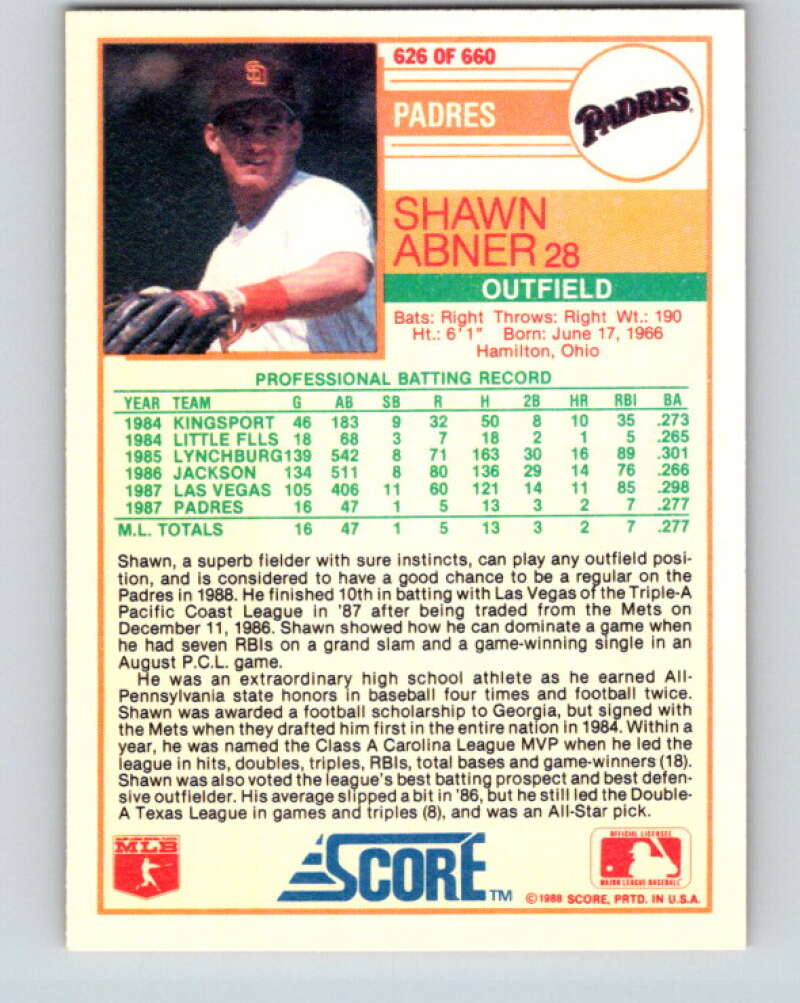 626 OF 660
PADRES
PADRES
SD
SHAWN
ABNER 28
OUTFIELD
Bats: Right Throws: Right Wt.: 190
Ht.: 6'1" Born: June 17, 1966
Hamilton, Ohio
PROFESSIONAL BATTING RECORD
YEAR TEAM G AB SB R H 2B HR RBI BA
1984 KINGSPORT 46 183 9 32 50 8 10 35 .273
1984 LITTLE FLLS 18 68 3 7 18 2 1 5 .265
1985 LYNCHBURG 139 542 8 71 163 30 16 89 .301
1986 JACKSON 134 511 8 80 136 29 14 76 .266
1987 LAS VEGAS 105 406 11 60 121 14 11 85 .298
1987 PADRES 16 47 1 5 13 3 2 7 .277
M.L. TOTALS 16 47 1 5 13 3 2 7 .277
Shawn, a superb fielder with sure instincts, can play any outfield posi-
tion, and is considered to have a good chance to be a regular on the
Padres in 1988. He finished 10th in batting with Las Vegas of the Triple-A
Pacific Coast League in '87 after being traded from the Mets on
December 11, 1986. Shawn showed how he can dominate a game when
he had seven RBIs on a grand slam and a game-winning single in an
August P.C.L. game.
He was an extraordinary high school athlete as he earned All-
Pennsylvania state honors in baseball four times and football twice.
Shawn was awarded a football scholarship to Georgia, but signed with
the Mets when they drafted him first in the entire nation in 1984. Within a
year, he was named the Class A Carolina League MVP when he led the
league in hits, doubles, triples, RBIs, total bases and game-winners (18).
Shawn was also voted the league's best batting prospect and best defen-
sive outfielder. His average slipped a bit in '86, but he still led the Double-
A Texas League in games and triples (8), and was an All-Star pick.
MLB
SCORE™
OFFICIAL LICENSEE
MAJOR LEAGUE BASEBALL
©1988 SCORE, PRTD. IN U.S.A.